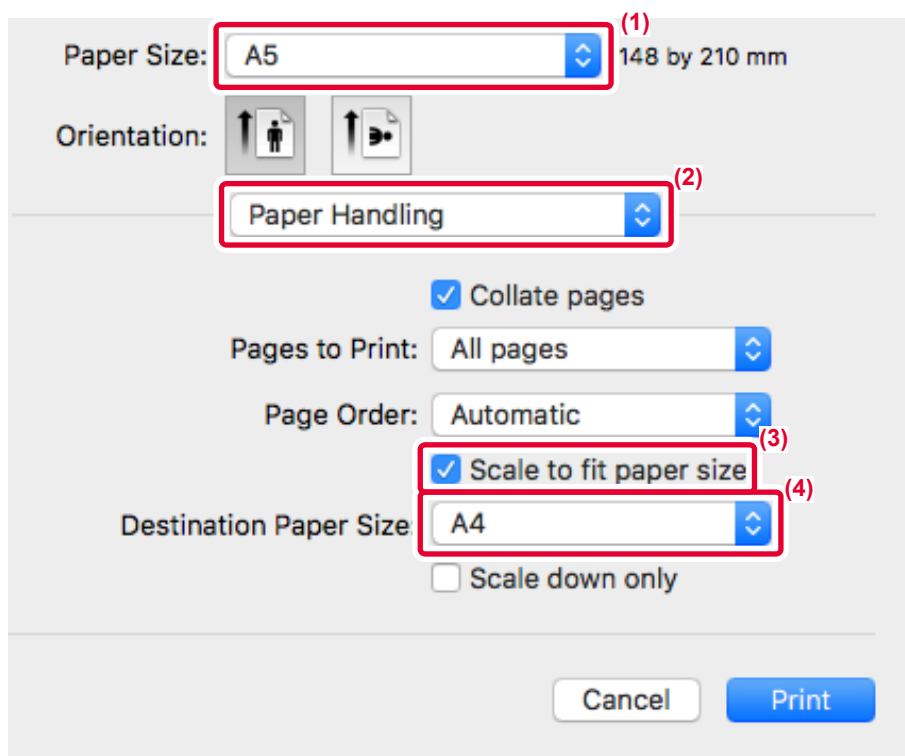 (1)
Paper Size: A5 148 by 210 mm
Orientation:
(2)
Paper Handling
Collate pages
Pages to Print: All pages
Page Order: Automatic
(3)
Scale to fit paper size
(4)
Destination Paper Size: A4
Scale down only
Cancel Print